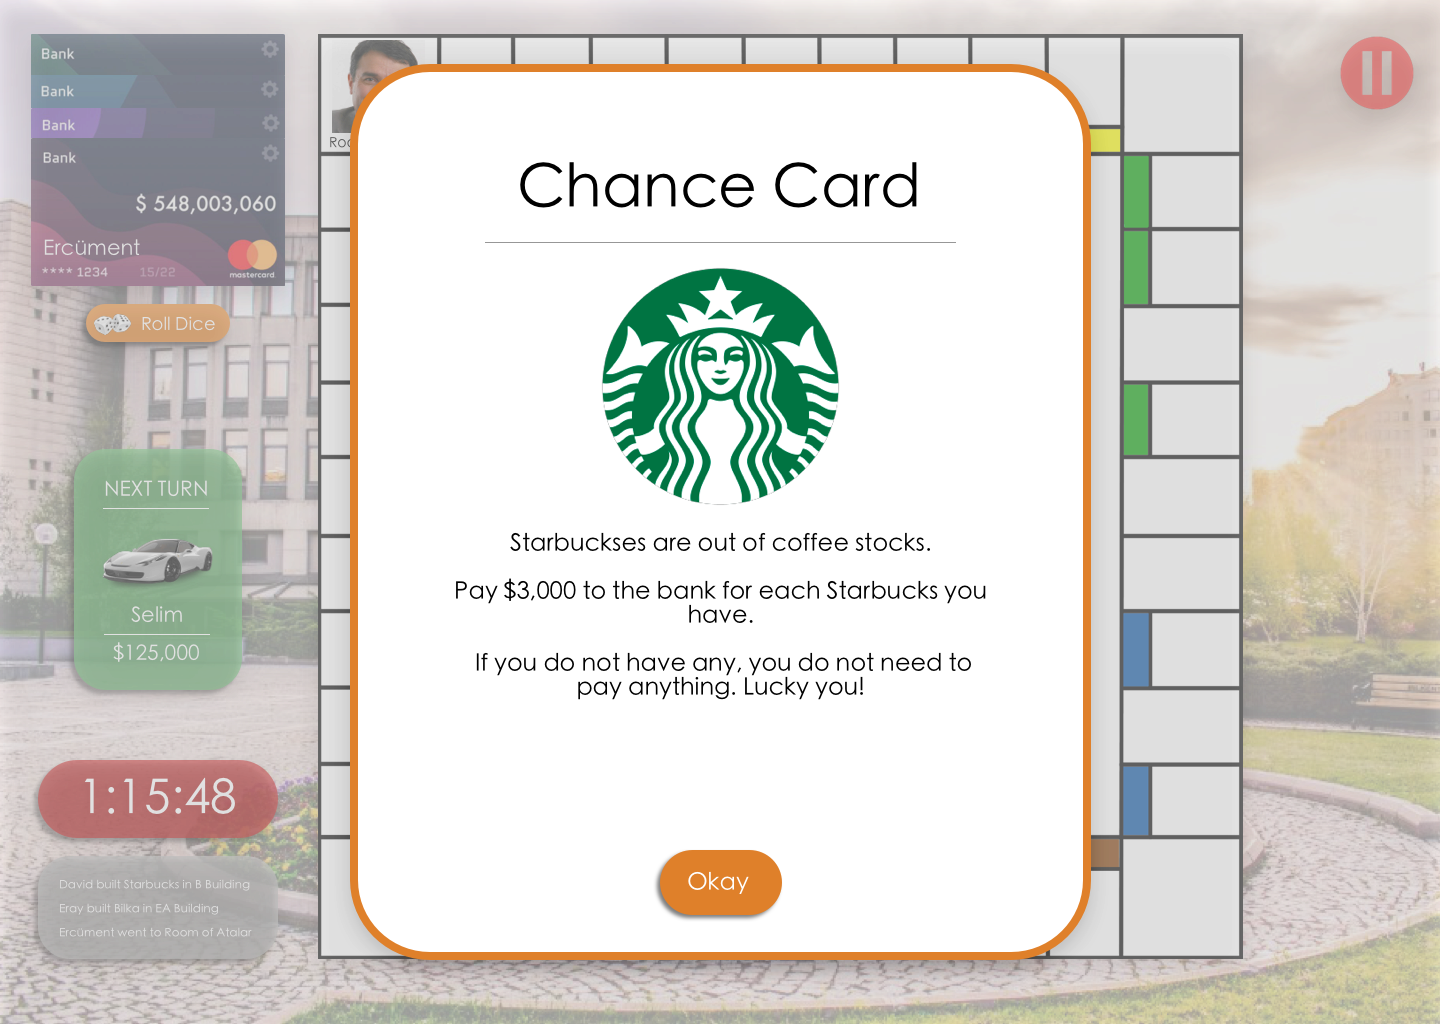 Bank
Bank
Bank
Bank
$ 548,003,060
Ercüment
**** 1234 15/22
mastercard
Roll Dice
NEXT TURN
Selim
$125,000
1:15:48
David built Starbucks in B Building
Eray built Bilka in EA Building
Ercüment went to Room of Atalar
Chance Card
Starbuckses are out of coffee stocks.
Pay $3,000 to the bank for each Starbucks you
have.
If you do not have any, you do not need to
pay anything. Lucky you!
Okay